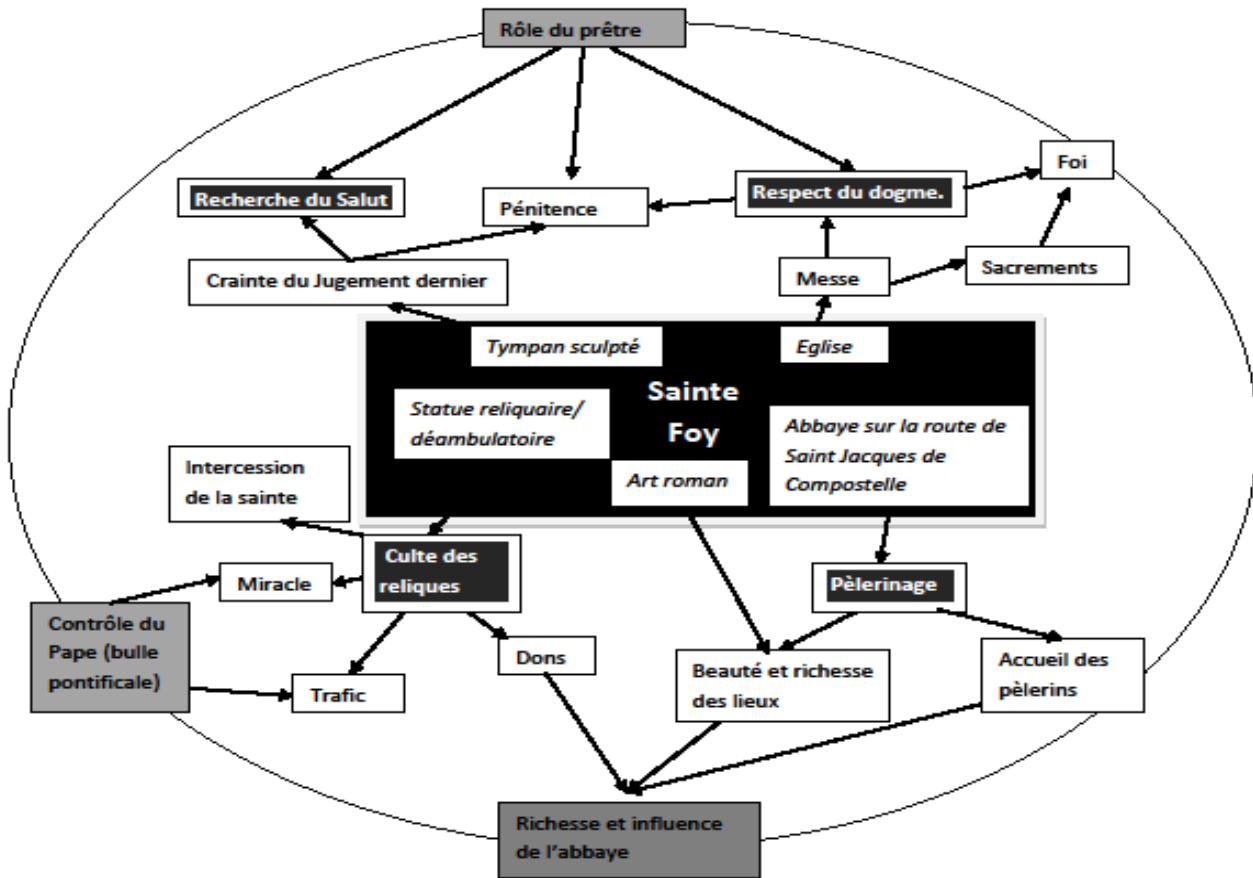 Rôle du prêtre
Foi
Recherche du Salut
Pénitence
Respect du dogme.
Crainte du Jugement dernier
Messe
Sacrements
Tympan sculpté
Eglise
Sainte
Foy
Statue reliquaire/
déambulatoire
Abbaye sur la route de
Saint Jacques de
Compostelle
Art roman
Intercession
de la sainte
Culte des
reliques
Miracle
Pèlerinage
Contrôle du
Pape (bulle
pontificale)
Trafic
Dons
Beauté et richesse
des lieux
Accueil des
pèlerins
Richesse et influence
de l'abbaye